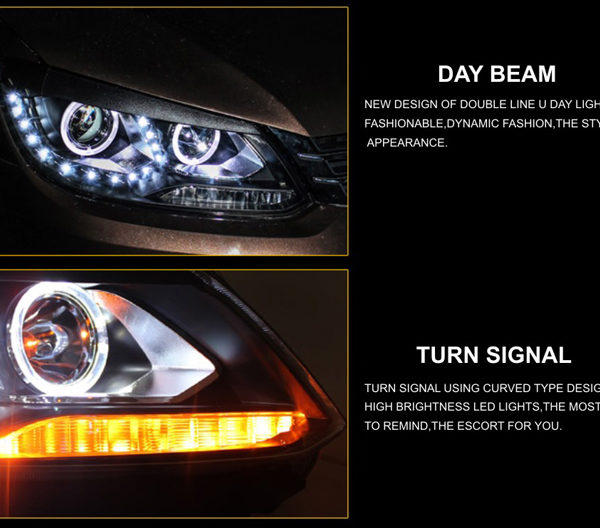 DAY BEAM
NEW DESIGN OF DOUBLE LINE U DAY LIGH
FASHIONABLE,DYNAMIC FASHION,THE STY
APPEARANCE.
TURN SIGNAL
TURN SIGNAL USING CURVED TYPE DESIG
HIGH BRIGHTNESS LED LIGHTS,THE MOST
TO REMIND,THE ESCORT FOR YOU.